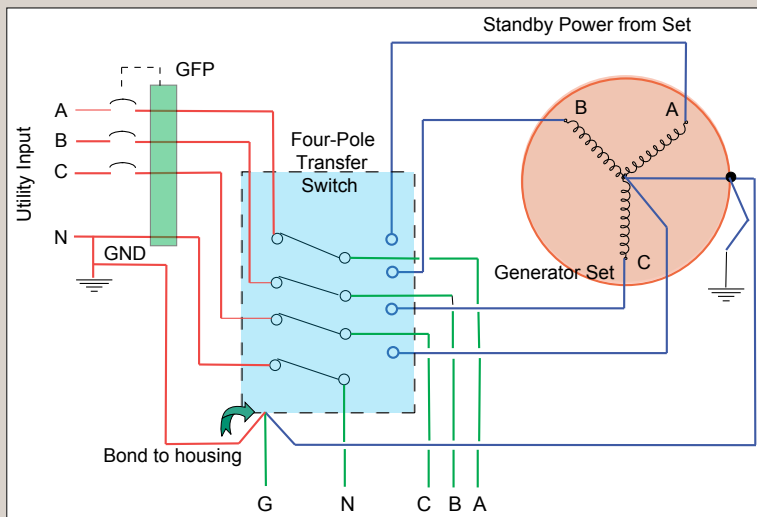 Standby Power from Set
GFP
A
B
C
N
Utility Input
GND
Four-Pole
Transfer
Switch
B
A
C
Generator Set
Bond to housing
G
N
C
B
A